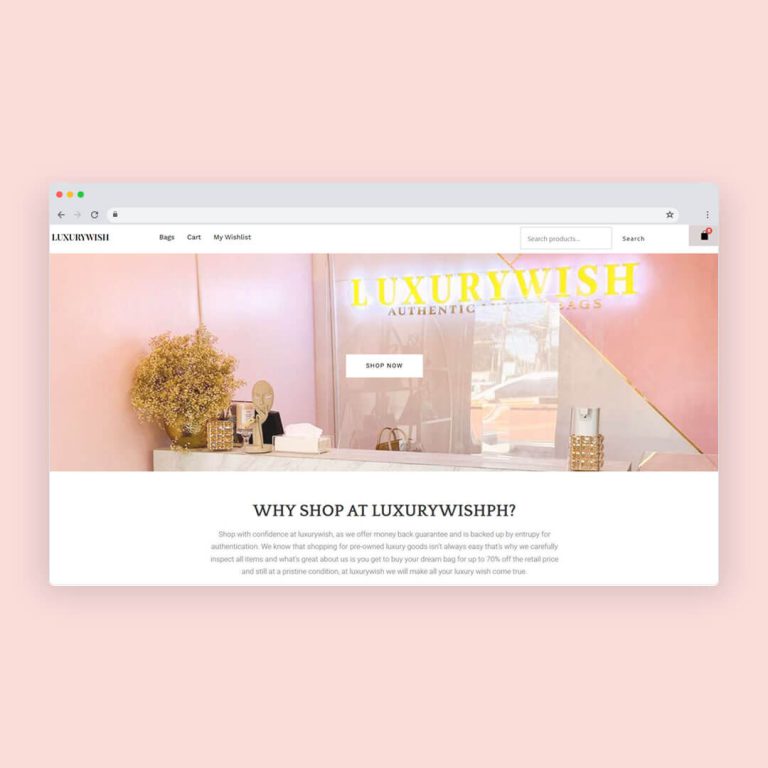 LUXURYWISH
Bags
Cart
My Wishlist
Search products...
Search
LUXURYWISH
AUTHENTIC BAGS
SHOP NOW
WHY SHOP AT LUXURYWISHPH?
Shop with confidence at luxurywish, as we offer money back guarantee and is backed up by entrupy for
authentication. We know that shopping for pre-owned luxury goods isn't always easy that's why we carefully
inspect all items and what's great about us is you get to buy your dream bag for up to 70% off the retail price
and still at a pristine condition, at luxurywish we will make all your luxury wish come true.